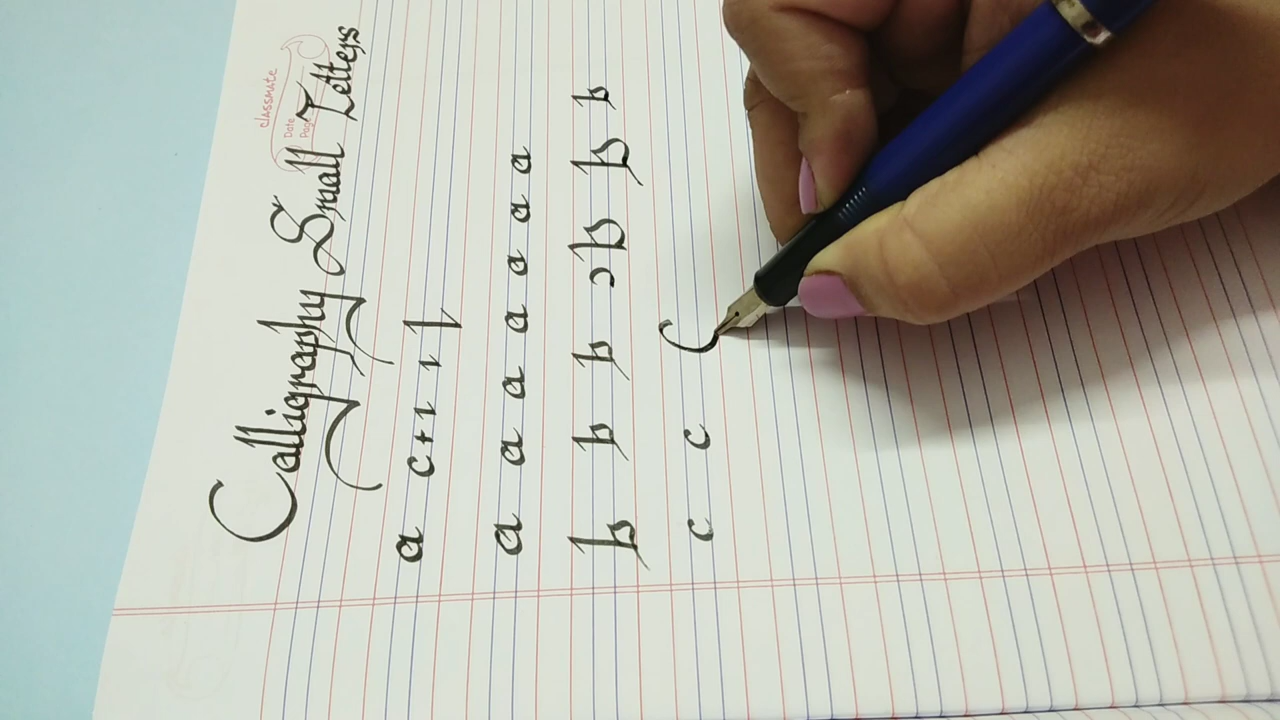 classmate
Date
Page
Calligraphy Small Letters
a c + ı ı l
a a a a a a a
b b b b b b
c c c